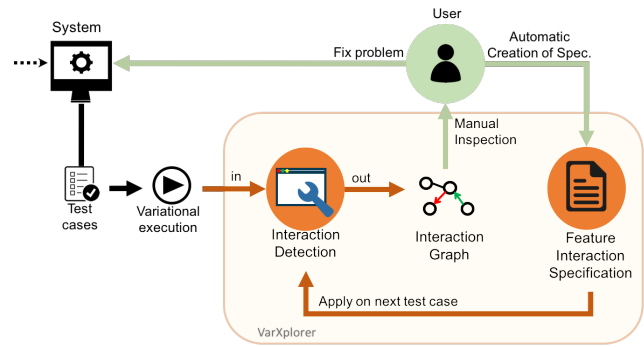 User
System
Automatic
Creation of Spec.
Fix problem
Manual
Inspection
in
out
Test
cases
Variational
execution
Interaction
Detection
Interaction
Graph
Feature
Interaction
Specification
Apply on next test case
VarXplorer